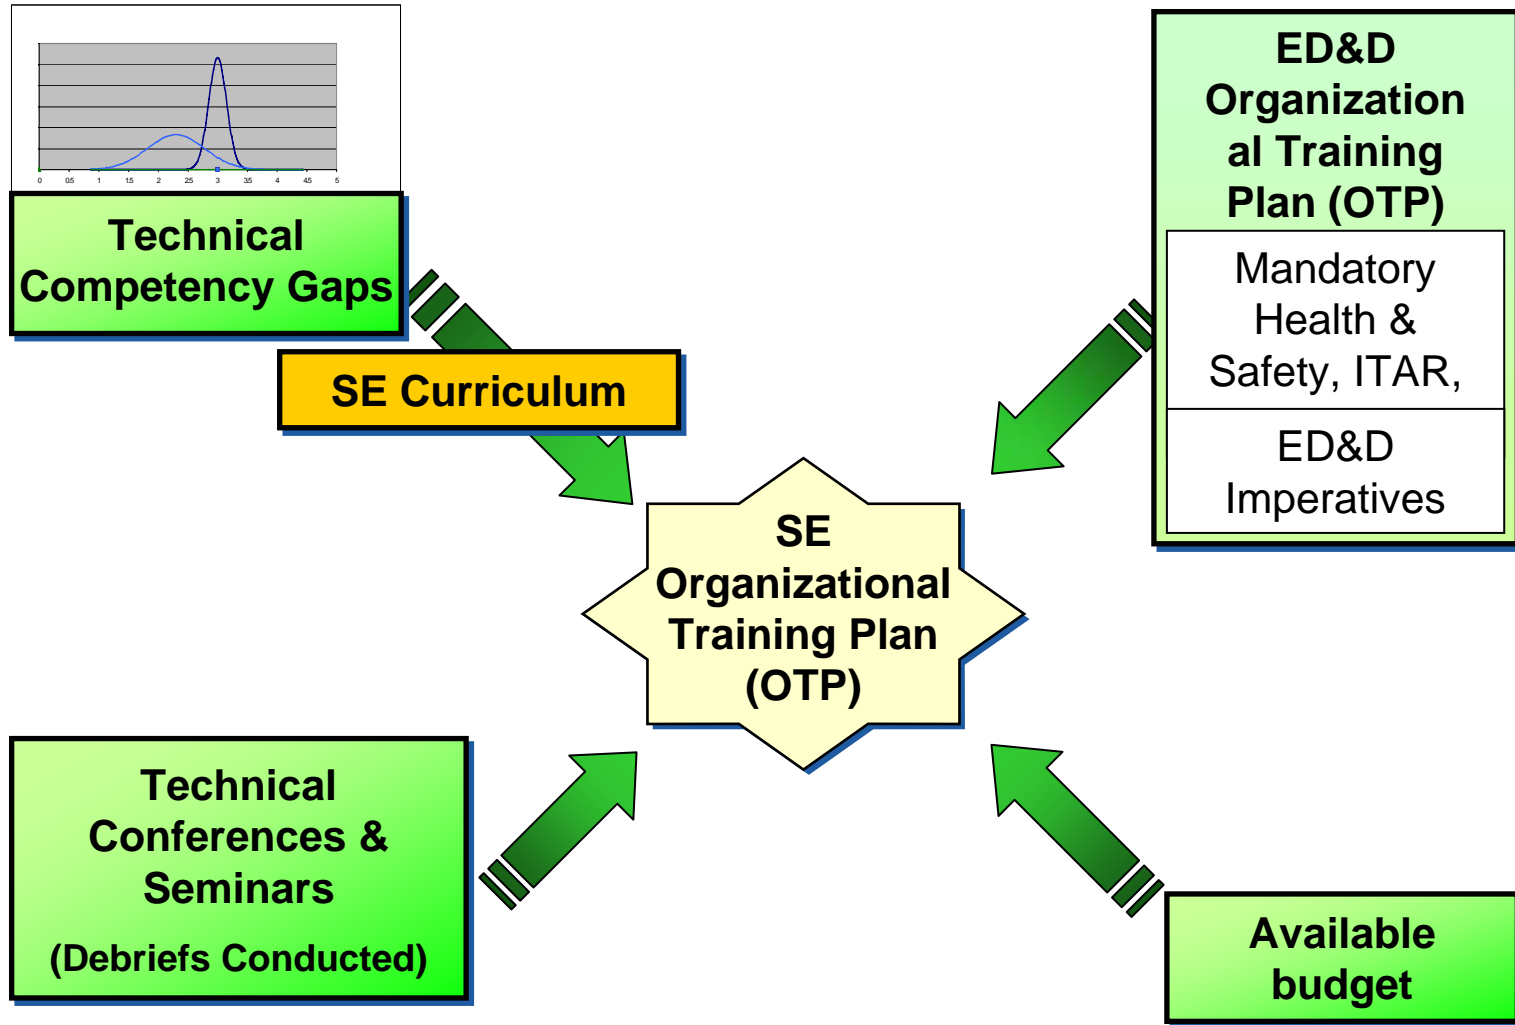 0 0.5 1 1.5 2 2.5 3 3.5 4 4.5 5
Technical
Competency Gaps
SE Curriculum
ED&D
Organization
al Training
Plan (OTP)
Mandatory
Health &
Safety, ITAR,
ED&D
Imperatives
SE
Organizational
Training Plan
(OTP)
Technical
Conferences &
Seminars
(Debriefs Conducted)
Available
budget